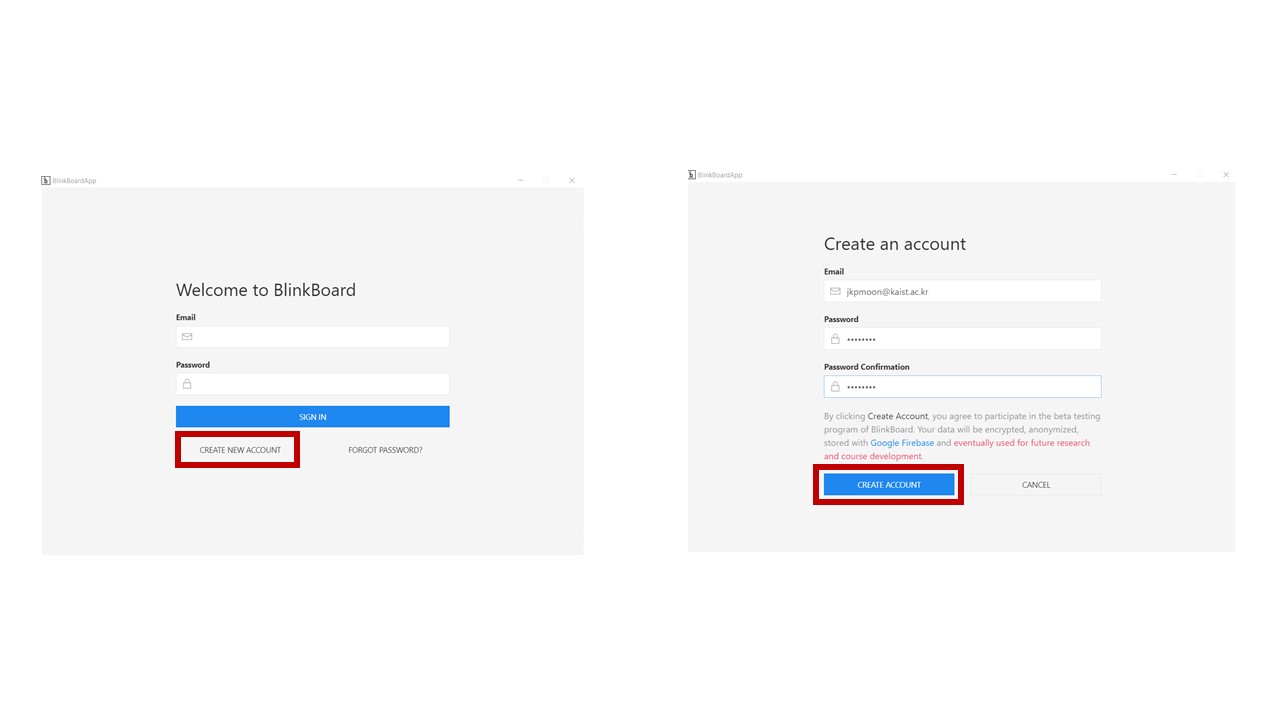 BlinkBoardApp
Welcome to BlinkBoard
Email
Password
SIGN IN
CREATE NEW ACCOUNT
FORGOT PASSWORD?
BlinkBoardApp
Create an account
Email
jkpmoon@kaist.ac.kr
Password
••••••••
Password Confirmation
••••••••
By clicking Create Account, you agree to participate in the beta testing
program of BlinkBoard. Your data will be encrypted, anonymized,
stored with Google Firebase and eventually used for future research
and course development.
CREATE ACCOUNT
CANCEL